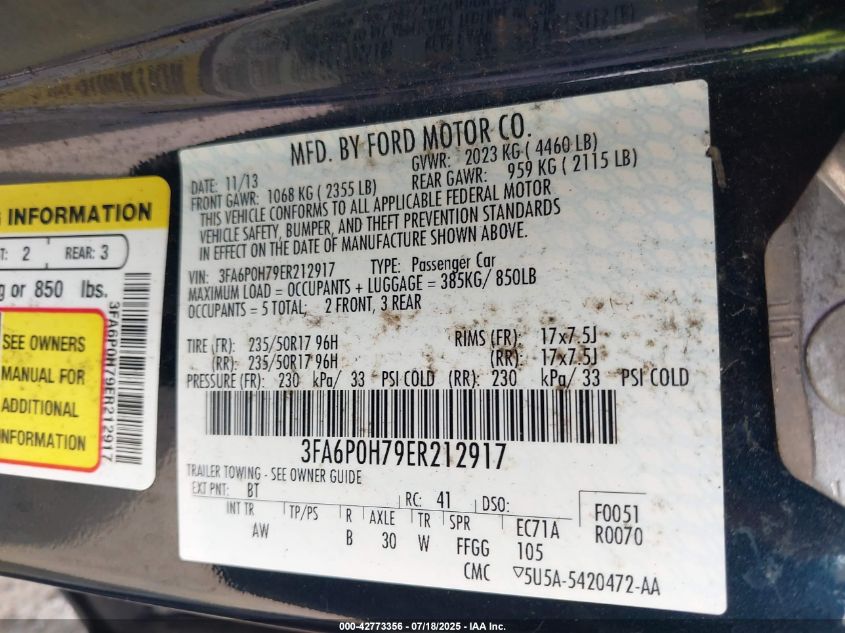 MFD. BY FORD MOTOR CO.
DATE: 11/13
GVWR: 2023 KG ( 4460 LB)
FRONT GAWR: 1068 KG ( 2355 LB)
REAR GAWR: 959 KG ( 2115 LB)
THIS VEHICLE CONFORMS TO ALL APPLICABLE FEDERAL MOTOR
VEHICLE SAFETY, BUMPER, AND THEFT PREVENTION STANDARDS
IN EFFECT ON THE DATE OF MANUFACTURE SHOWN ABOVE.
VIN: 3FA6P0H79ER212917 TYPE: Passenger Car
MAXIMUM LOAD = OCCUPANTS + LUGGAGE = 385KG/ 850LB
OCCUPANTS = 5 TOTAL; 2 FRONT, 3 REAR
TIRE (FR): 235/50R17 96H RIMS (FR): 17x7.5J
(RR): 235/50R17 96H (RR): 17x7.5J
PRESSURE (FR): 230 kPa/ 33 PSI COLD (RR): 230 kPa/ 33 PSI COLD
3FA6P0H79ER212917
TRAILER TOWING - SEE OWNER GUIDE
EXT PNT: BT RC: 41 DSO: F0051
INT TR TP/PS R AXLE TR SPR EC71A R0070
AW B 30 W FFGG 105
CMC ▽5U5A-5420472-AA
INFORMATION
2 REAR: 3
or 850 lbs.
SEE OWNERS
MANUAL FOR
ADDITIONAL
INFORMATION
3FA6P0H79ER212917
000-42773356 - 07/18/2025 - IAA Inc.